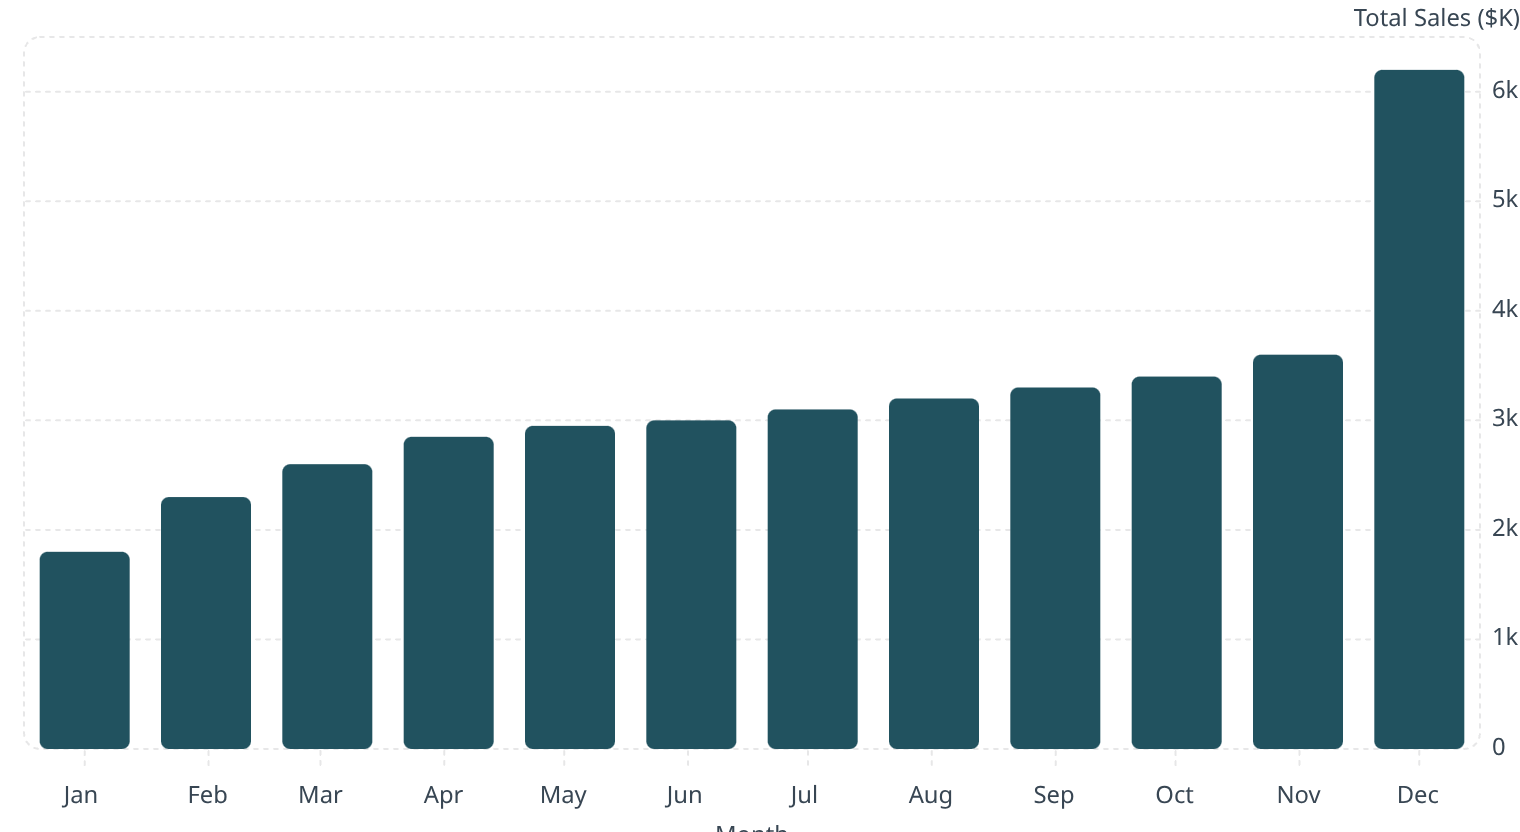 Total Sales ($K)
6k
5k
4k
3k
2k
1k
0
Jan Feb Mar Apr May Jun Jul Aug Sep Oct Nov Dec
Month